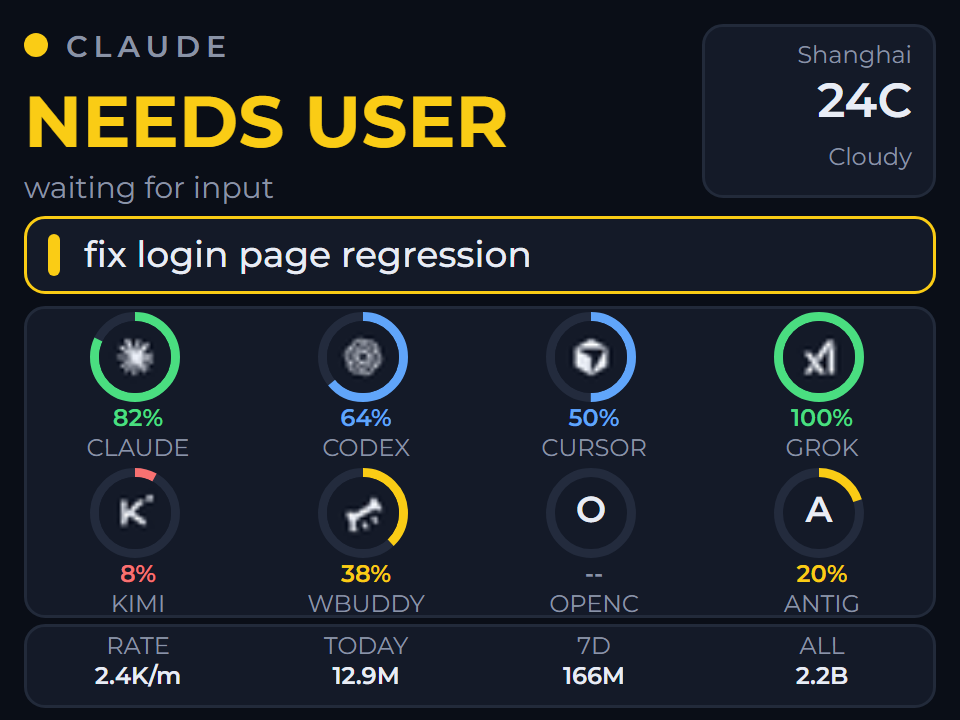 CLAUDE
NEEDS USER
waiting for input
Shanghai
24C
Cloudy
fix login page regression
82% 64% 50% 100%
CLAUDE CODEX CURSOR GROK
K O A
8% 38% -- 20%
KIMI WBUDDY OPENC ANTIG
RATE TODAY 7D ALL
2.4K/m 12.9M 166M 2.2B